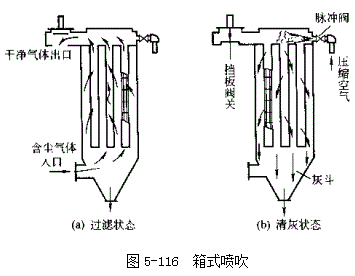 脉冲阀
干净气体出口
挡板阀关
压缩空气
含尘气体
入口
灰斗
(a) 过滤状态
(b) 清灰状态
图5-116 箱式喷吹